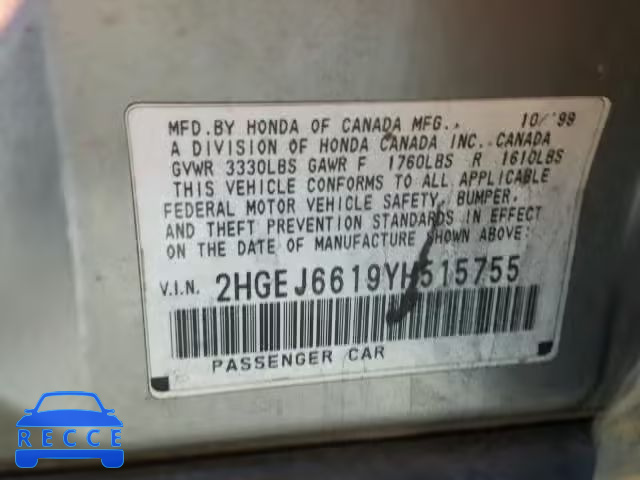 MFD.BY HONDA OF CANADA MFG., 10/'99
A DIVISION OF HONDA CANADA INC. CANADA
GVWR 3330LBS GAWR F 1760LBS R 1610LBS
THIS VEHICLE CONFORMS TO ALL APPLICABLE
FEDERAL MOTOR VEHICLE SAFETY, BUMPER,
AND THEFT PREVENTION STANDARDS IN EFFECT
ON THE DATE OF MANUFACTURE SHOWN ABOVE:
V.I.N. 2HGEJ6619YH515755
PASSENGER CAR
RECCE